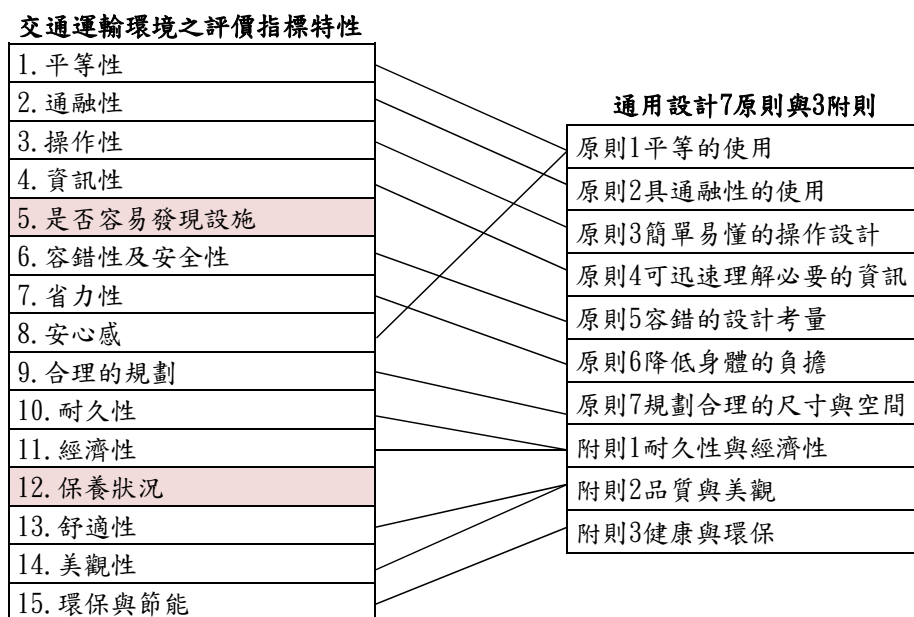 交通運輸環境之評價指標特性
1.平等性
2.通融性
3.操作性
4.資訊性
5.是否容易發現設施
6.容錯性及安全性
7.省力性
8.安心感
9.合理的規劃
10.耐久性
11.經濟性
12.保養狀況
13.舒適性
14.美觀性
15.環保與節能
通用設計7原則與3附則
原則1平等的使用
原則2具通融性的使用
原則3簡單易懂的操作設計
原則4可迅速理解必要的資訊
原則5容錯的設計考量
原則6降低身體的負擔
原則7規劃合理的尺寸與空間
附則1耐久性與經濟性
附則2品質與美觀
附則3健康與環保